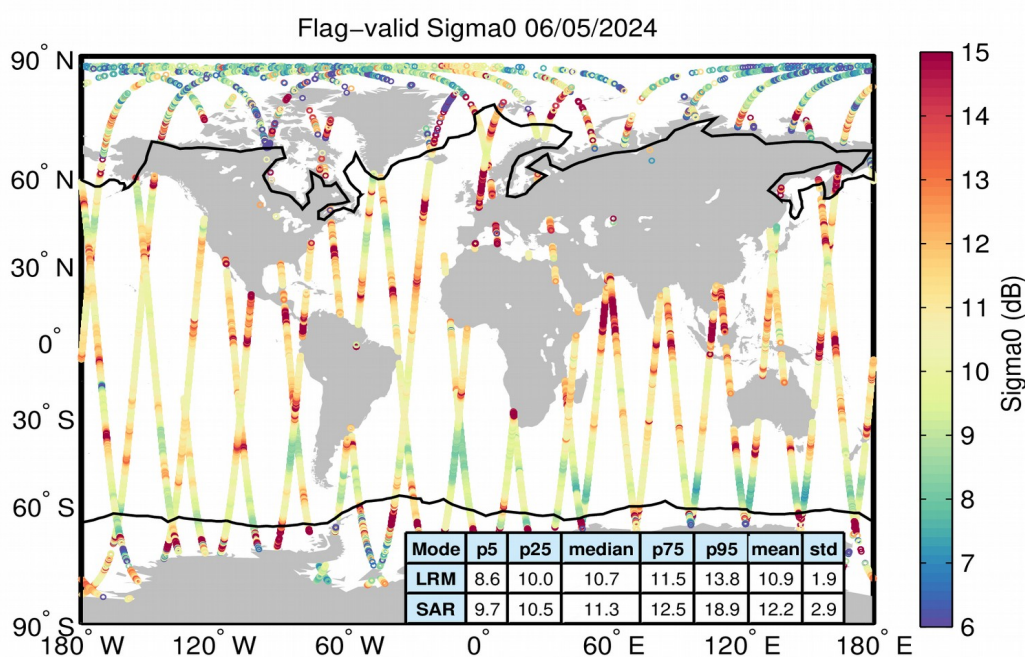 Flag−valid Sigma0 06/05/2024
90° N
60° N
30° N
0°
30° S
60° S
90° S
180° W
120° W
60° W
0°
60° E
120° E
180° E
15
14
13
12
11
10
9
8
7
6
Sigma0 (dB)
Mode p5 p25 median p75 p95 mean std
LRM 8.6 10.0 10.7 11.5 13.8 10.9 1.9
SAR 9.7 10.5 11.3 12.5 18.9 12.2 2.9